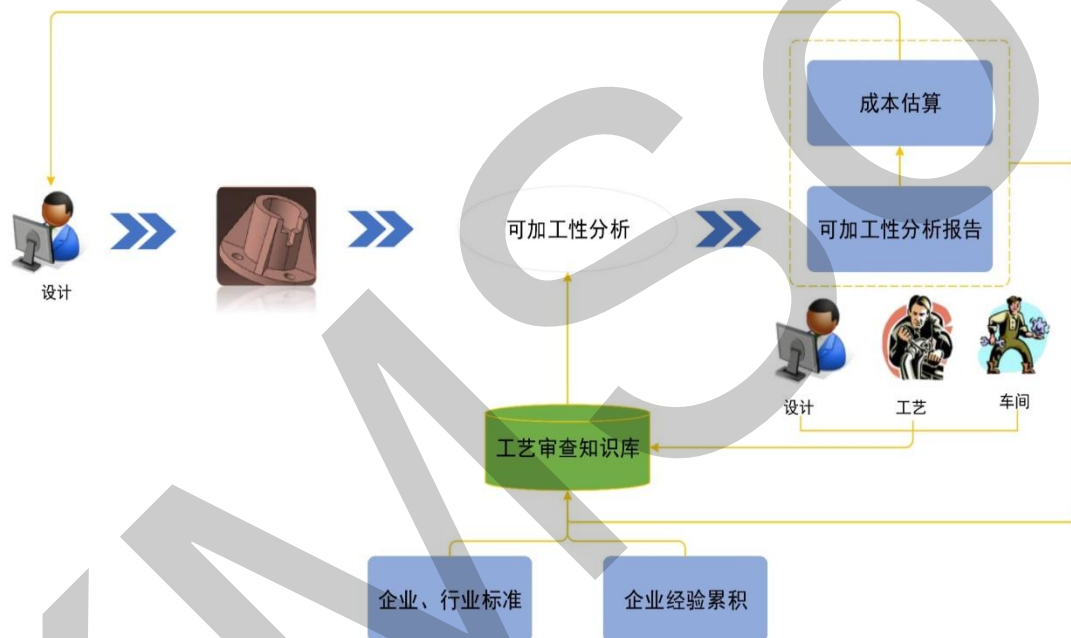 成本估算
可加工性分析
可加工性分析报告
设计
设计
工艺
车间
工艺审查知识库
企业、行业标准
企业经验累积